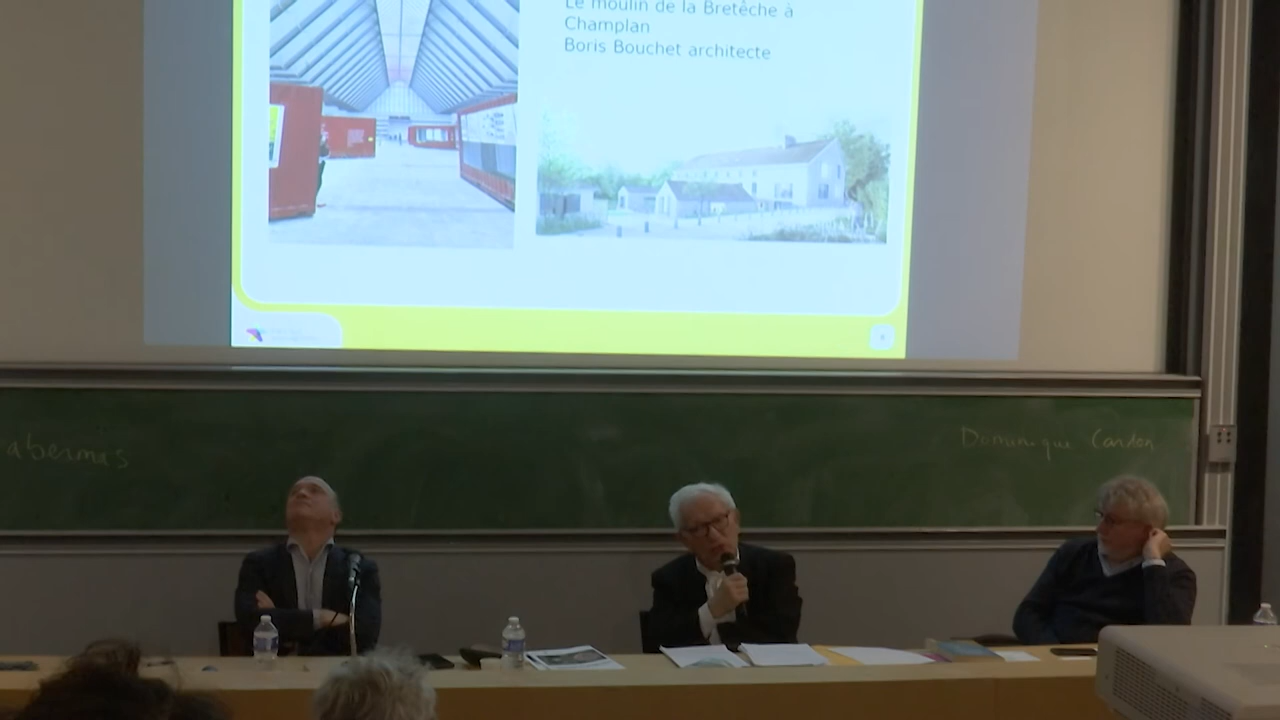 Le moulin de la Bretèche à
Champlan
Boris Bouchet architecte
abermas
Dominique Cardon